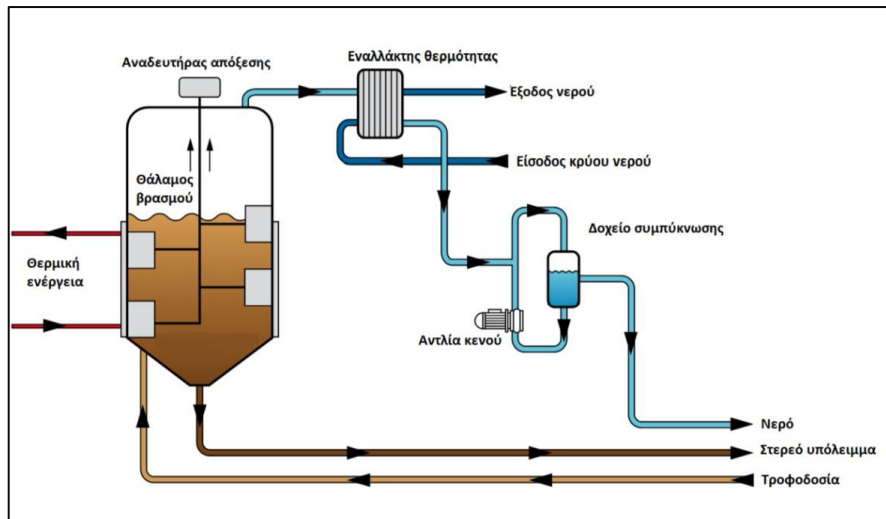 Αναδευτήρας απόξεσης
Εναλλάκτης θερμότητας
Έξοδος νερού
Είσοδος κρύου νερού
Θάλαμος
βρασμού
Δοχείο συμπύκνωσης
Θερμική
ενέργεια
Αντλία κενού
Νερό
Στερεό υπόλειμμα
Τροφοδοσία